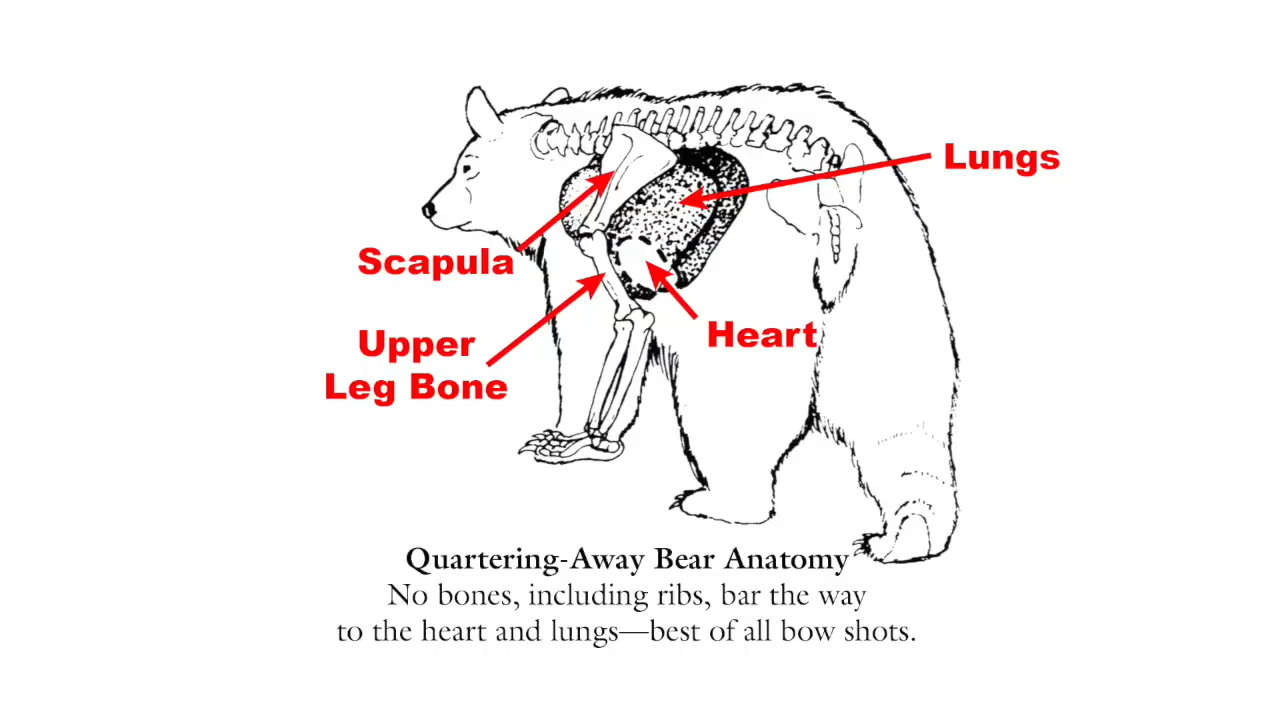 Lungs
Scapula
Heart
Upper
Leg Bone
Quartering-Away Bear Anatomy
No bones, including ribs, bar the way
to the heart and lungs—best of all bow shots.